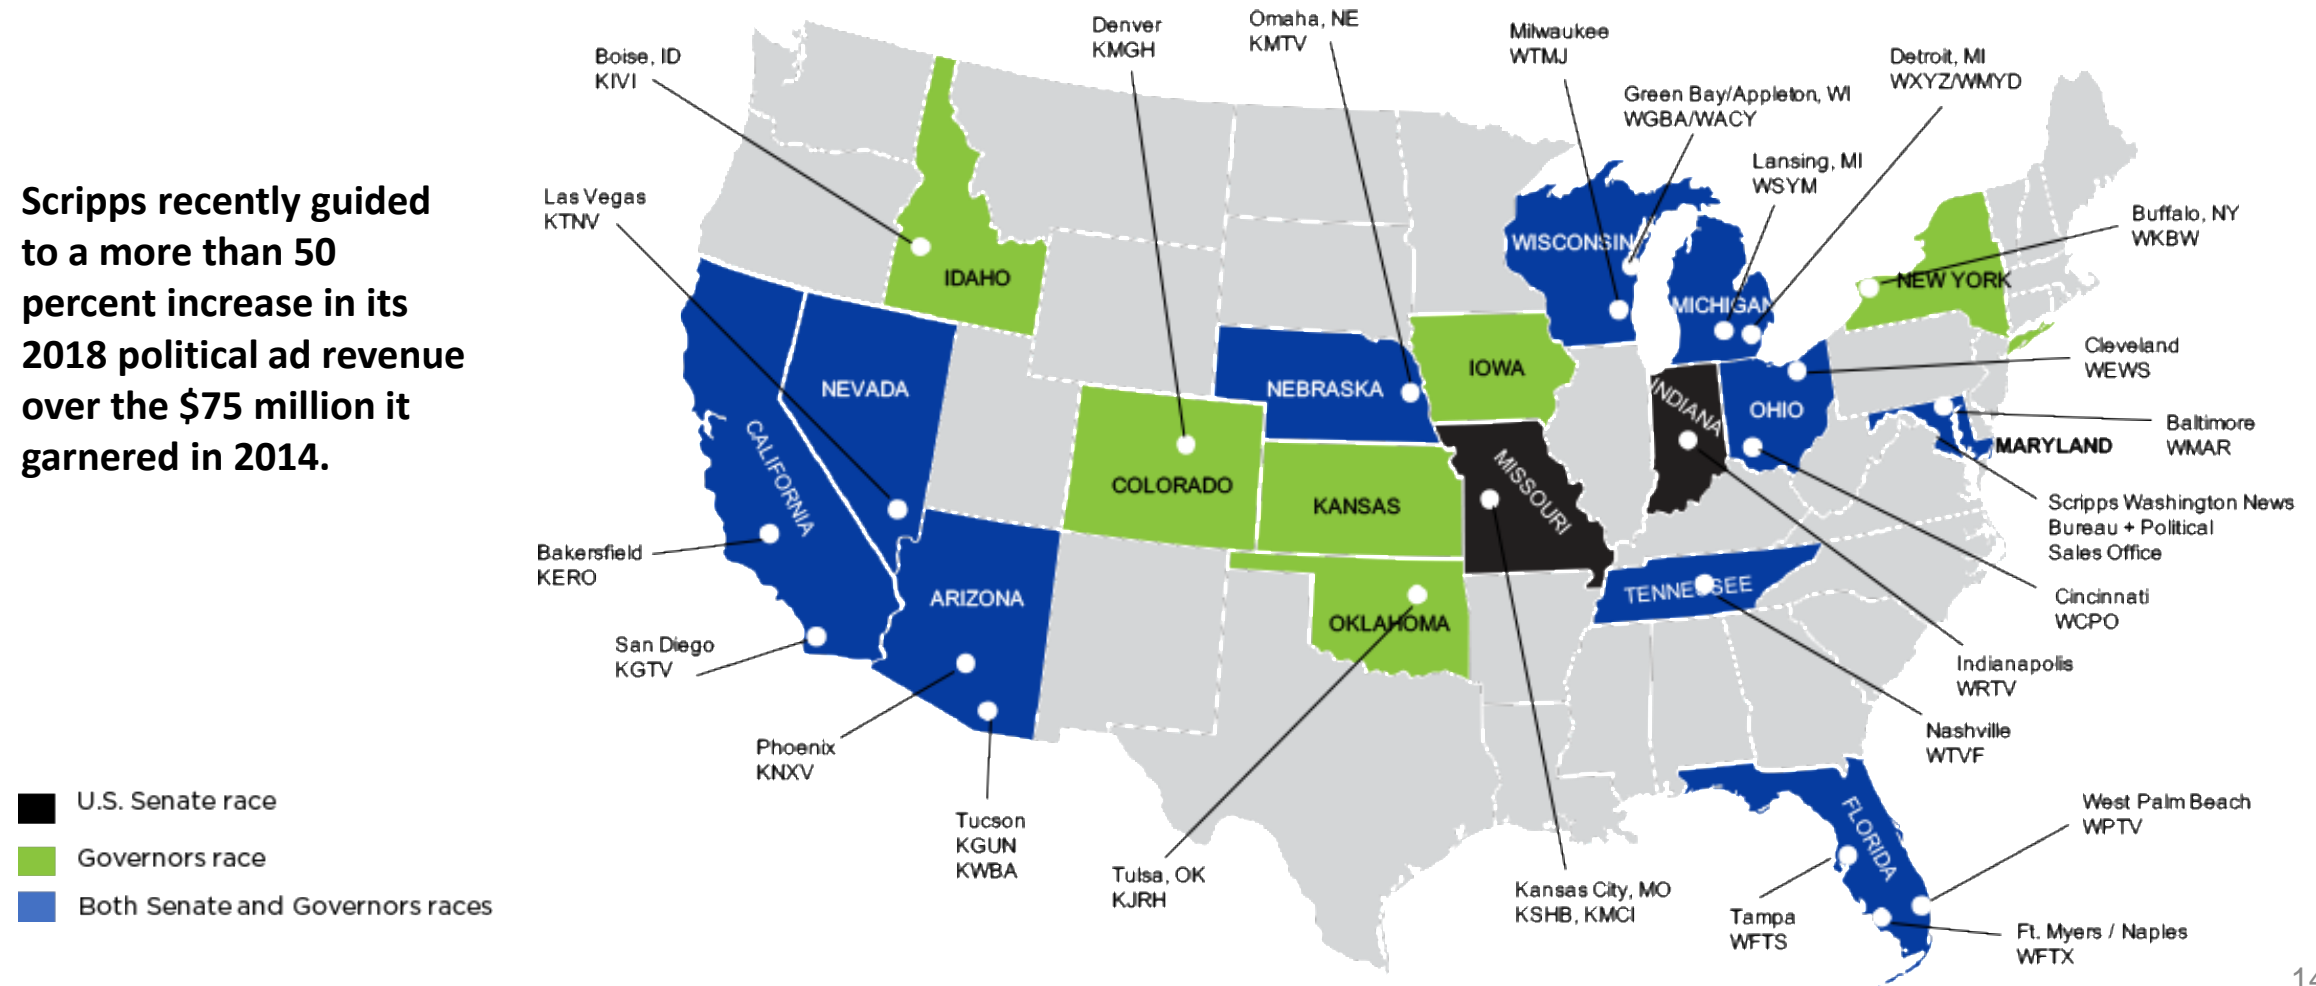 Scripps recently guided
to a more than 50
percent increase in its
2018 political ad revenue
over the $75 million it
garnered in 2014.
U.S. Senate race
Governors race
Both Senate and Governors races
Boise, ID
KIVI
Las Vegas
KTNV
Denver
KMGH
Omaha, NE
KMTV
Milwaukee
WTMJ
Green Bay/Appleton, WI
WGBA/WACY
Detroit, MI
WXYZ/WMYD
Lansing, MI
WSYM
Buffalo, NY
WKBW
Cleveland
WEWS
Baltimore
WMAR
Scripps Washington News
Bureau + Political
Sales Office
Cincinnati
WCPO
Indianapolis
WRTV
Nashville
WTVF
West Palm Beach
WPTV
Ft. Myers / Naples
WFTX
Tampa
WFTS
Kansas City, MO
KSHB, KMCI
Tulsa, OK
KJRH
Tucson
KGUN
KWBA
Phoenix
KNXV
San Diego
KGTV
Bakersfield
KERO
IDAHO
WISCONSIN
MICHIGAN
NEW YORK
NEVADA
NEBRASKA
IOWA
INDIANA
OHIO
MARYLAND
CALIFORNIA
COLORADO
KANSAS
MISSOURI
ARIZONA
OKLAHOMA
TENNESSEE
FLORIDA
14